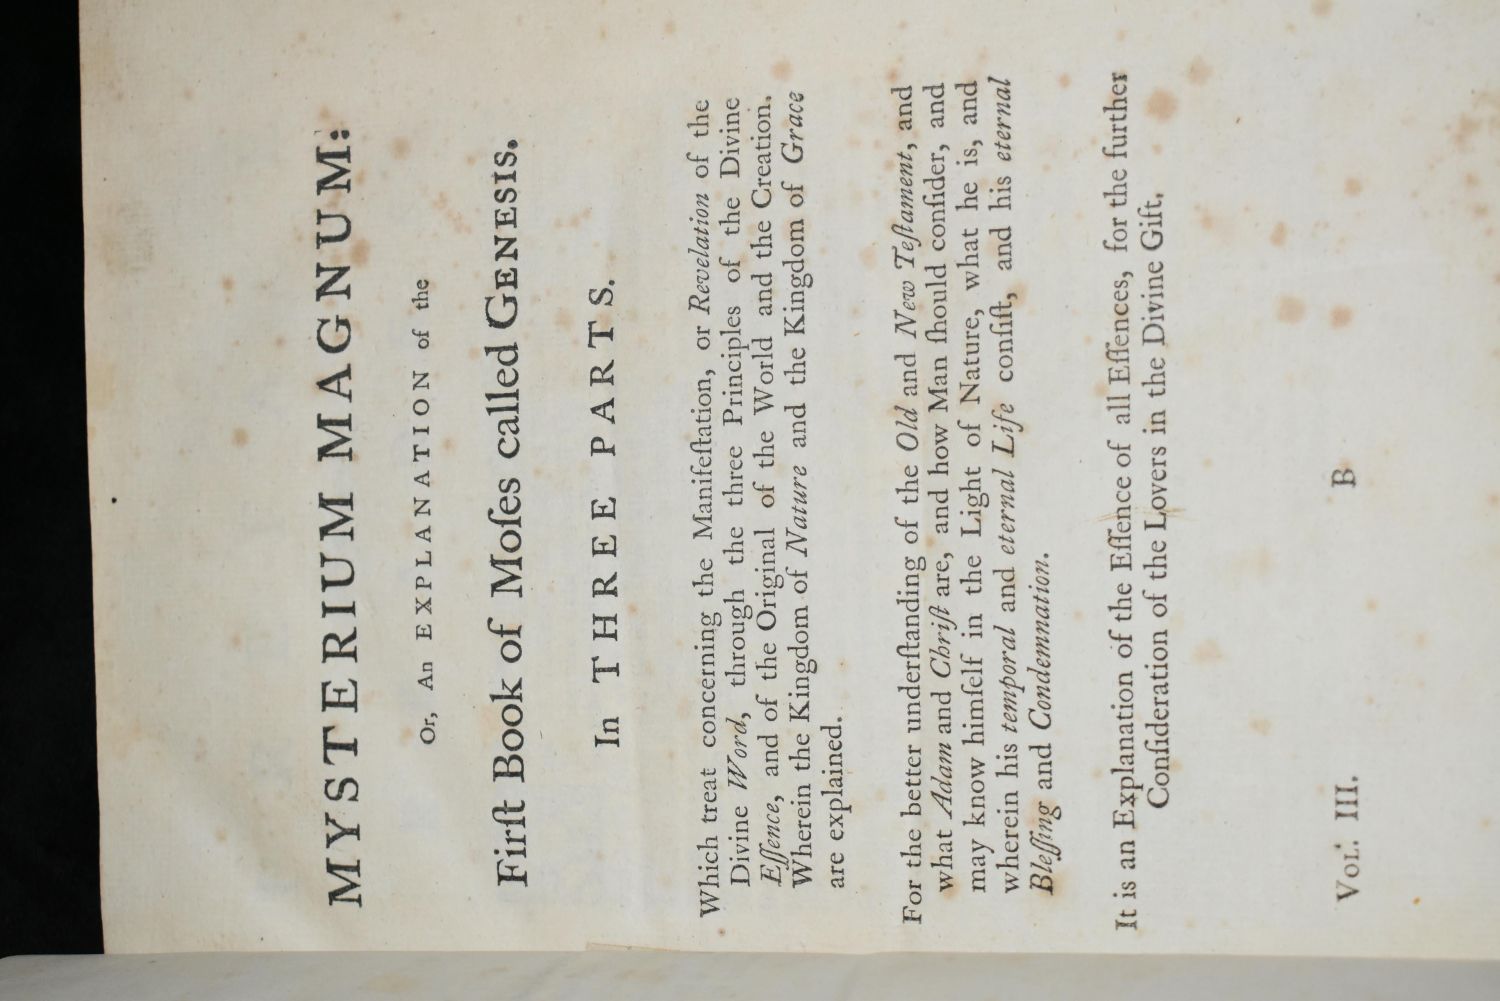 MYSTERIUM MAGNUM:
Or, An EXPLANATION of the
Firſt Book of Moſes called GENESIS.
In THREE PARTS.
Which treat concerning the Manifeſtation, or Revelation of the
Divine Word, through the three Principles of the Divine
Eſſence, and of the Original of the World and the Creation.
Wherein the Kingdom of Nature and the Kingdom of Grace
are explained.
For the better underſtanding of the Old and New Teſtament, and
what Adam and Chriſt are, and how Man ſhould conſider, and
may know himſelf in the Light of Nature, what he is, and
wherein his temporal and eternal Life conſiſt, and his eternal
Bleſſing and Condemnation.
It is an Explanation of the Eſſence of all Eſſences, for the further
Conſideration of the Lovers in the Divine Gift.
VOL. III. B